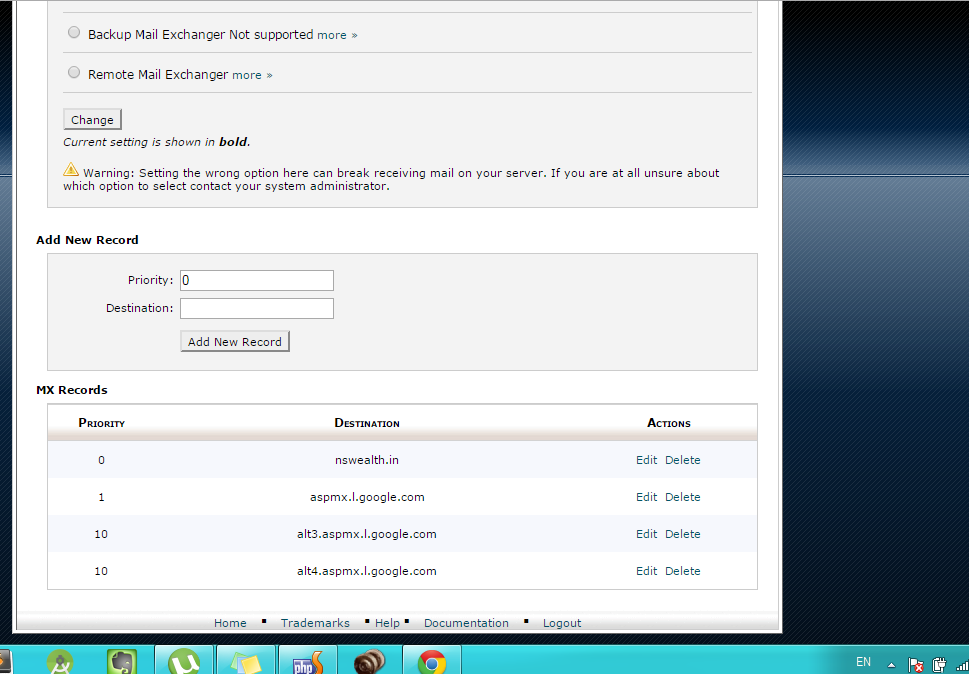 Backup Mail Exchanger Not supported more »
Remote Mail Exchanger more »
Change
Current setting is shown in bold.
Warning: Setting the wrong option here can break receiving mail on your server. If you are at all unsure about
which option to select contact your system administrator.
Add New Record
Priority: 0
Destination:
Add New Record
MX Records
Priority Destination Actions
0 nswealth.in Edit Delete
1 aspmx.l.google.com Edit Delete
10 alt3.aspmx.l.google.com Edit Delete
10 alt4.aspmx.l.google.com Edit Delete
Home ▪ Trademarks ▪ Help ▪ Documentation ▪ Logout
php EN